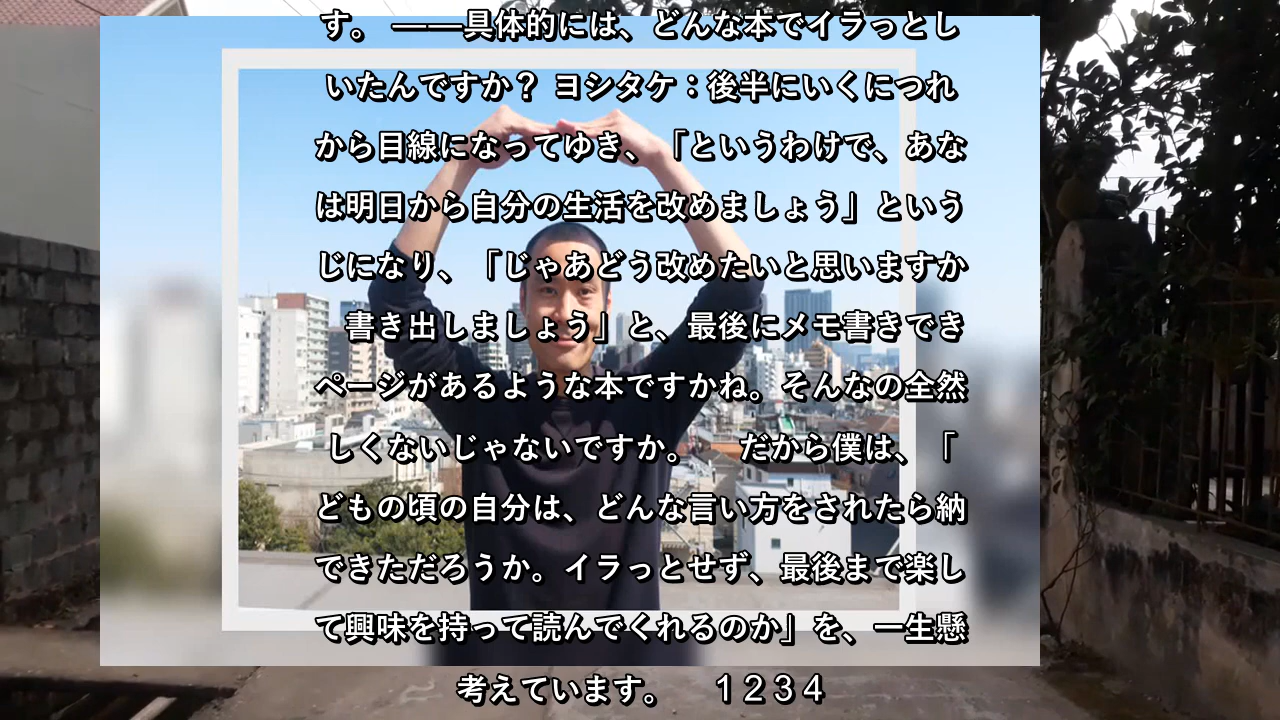 す。 ――具体的には、どんな本でイラっとし
いたんですか？ ヨシタケ：後半にいくにつれ
から目線になってゆき、「というわけで、あな
は明日から自分の生活を改めましょう」という
じになり、「じゃあどう改めたいと思いますか
書き出しましょう」と、最後にメモ書きでき
ページがあるような本ですかね。そんなの全然
しくないじゃないですか。　だから僕は、「
どもの頃の自分は、どんな言い方をされたら納
できただろうか。イラっとせず、最後まで楽し
て興味を持って読んでくれるのか」を、一生懸
考えています。　１２３４